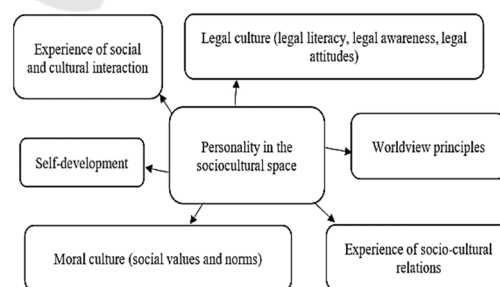 Experience of social
and cultural interaction
Legal culture (legal literacy, legal awareness, legal
attitudes)
Personality in the
sociocultural space
Self-development
Worldview principles
Moral culture (social values and norms)
Experience of socio-cultural
relations